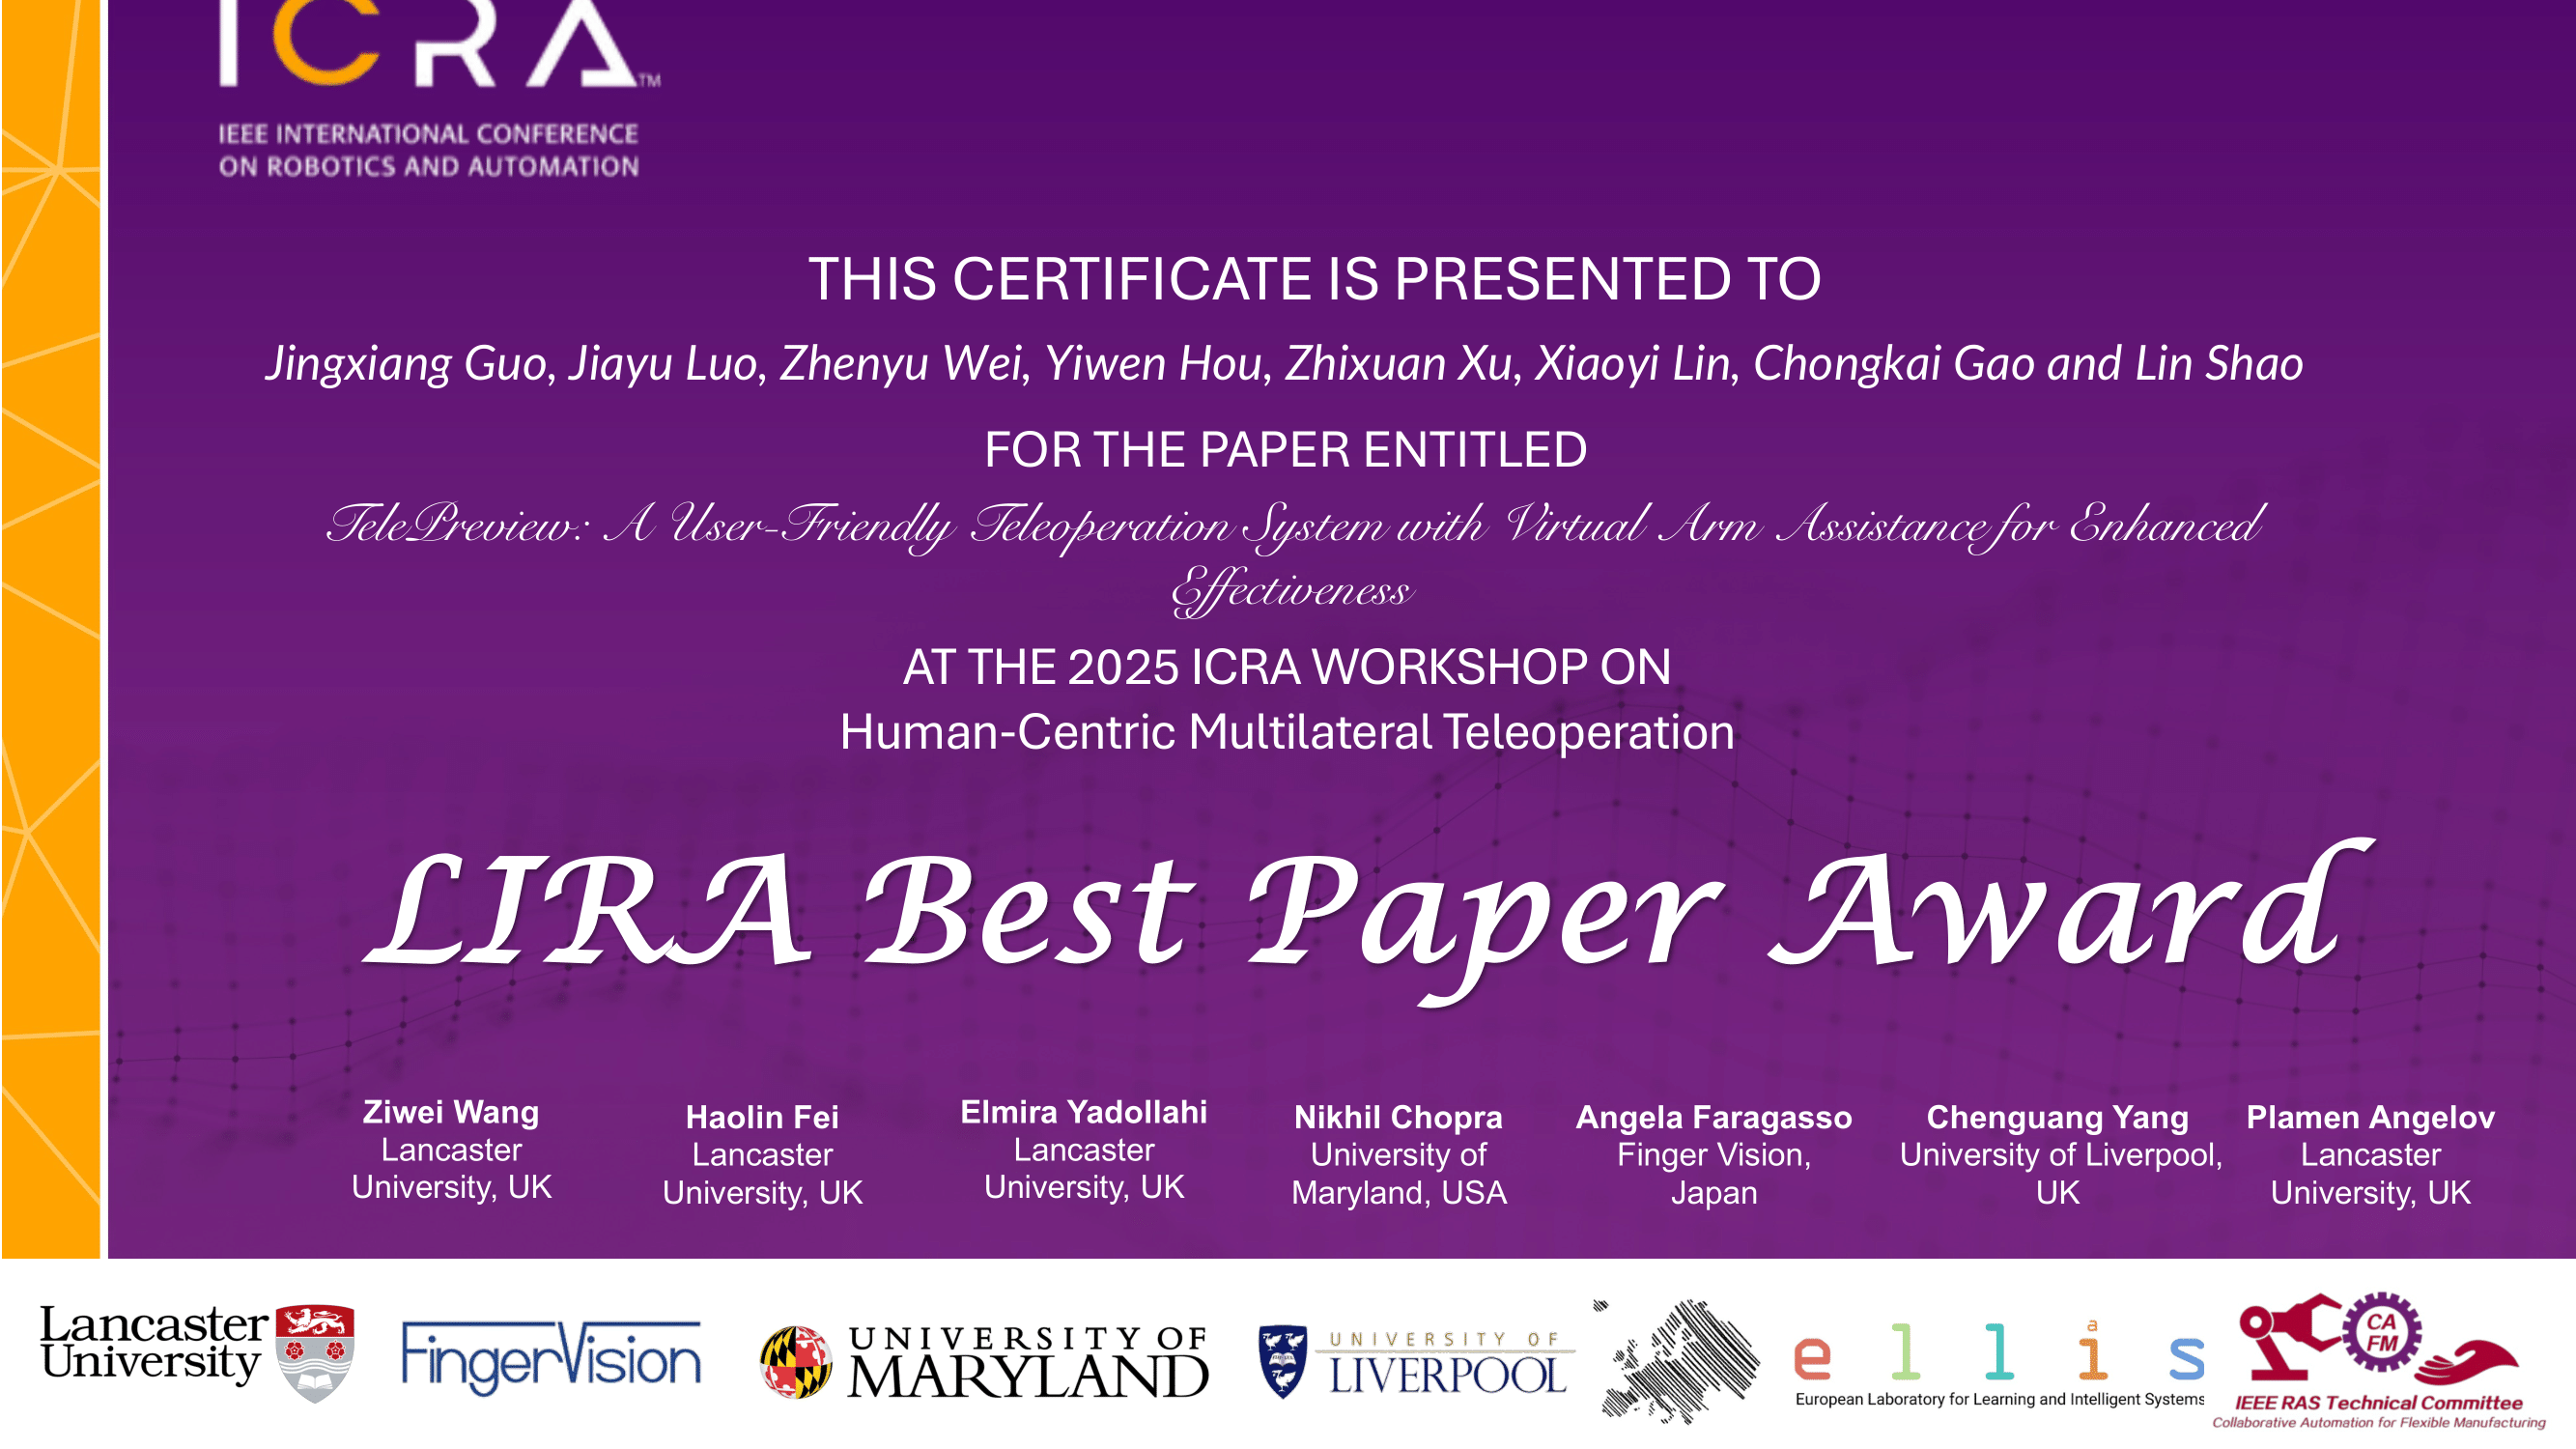 ICRA™
IEEE INTERNATIONAL CONFERENCE
ON ROBOTICS AND AUTOMATION
THIS CERTIFICATE IS PRESENTED TO
Jingxiang Guo, Jiayu Luo, Zhenyu Wei, Yiwen Hou, Zhixuan Xu, Xiaoyi Lin, Chongkai Gao and Lin Shao
FOR THE PAPER ENTITLED
TelePreview: A User-Friendly Teleoperation System with Virtual Arm Assistance for Enhanced
Effectiveness
AT THE 2025 ICRA WORKSHOP ON
Human-Centric Multilateral Teleoperation
LIRA Best Paper Award
Ziwei Wang
Lancaster
University, UK
Haolin Fei
Lancaster
University, UK
Elmira Yadollahi
Lancaster
University, UK
Nikhil Chopra
University of
Maryland, USA
Angela Faragasso
Finger Vision,
Japan
Chenguang Yang
University of Liverpool,
UK
Plamen Angelov
Lancaster
University, UK
Lancaster
University
FingerVision
UNIVERSITY OF
MARYLAND
UNIVERSITY OF
LIVERPOOL
a
e l l i s
European Laboratory for Learning and Intelligent Systems
CA
FM
IEEE RAS Technical Committee
Collaborative Automation for Flexible Manufacturing